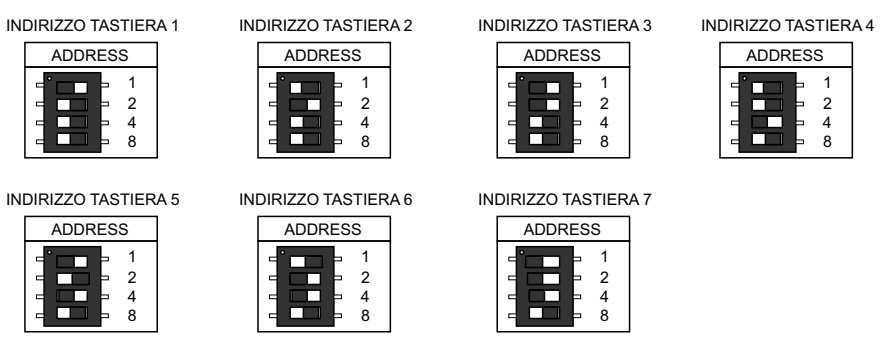 INDIRIZZO TASTIERA 1
ADDRESS
1
2
4
8
INDIRIZZO TASTIERA 2
ADDRESS
1
2
4
8
INDIRIZZO TASTIERA 3
ADDRESS
1
2
4
8
INDIRIZZO TASTIERA 4
ADDRESS
1
2
4
8
INDIRIZZO TASTIERA 5
ADDRESS
1
2
4
8
INDIRIZZO TASTIERA 6
ADDRESS
1
2
4
8
INDIRIZZO TASTIERA 7
ADDRESS
1
2
4
8